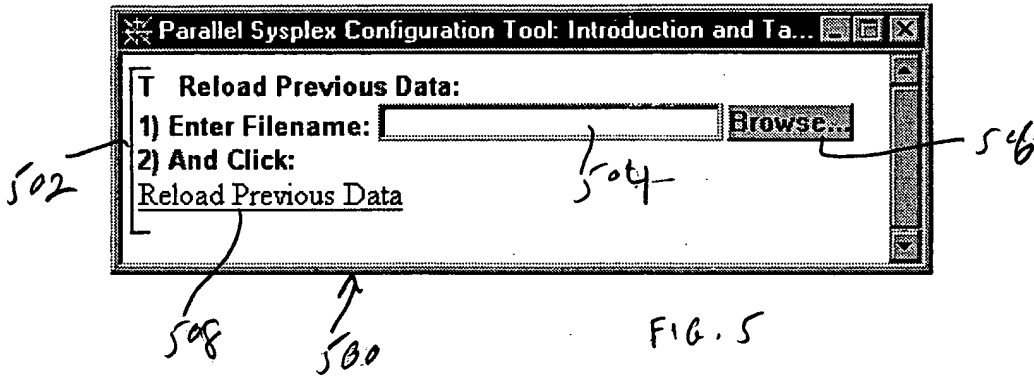 Parallel Sysplex Configuration Tool: Introduction and Ta...
T Reload Previous Data:
1) Enter Filename: Browse...
2) And Click:
Reload Previous Data
502
504
506
508
500
FIG. 5